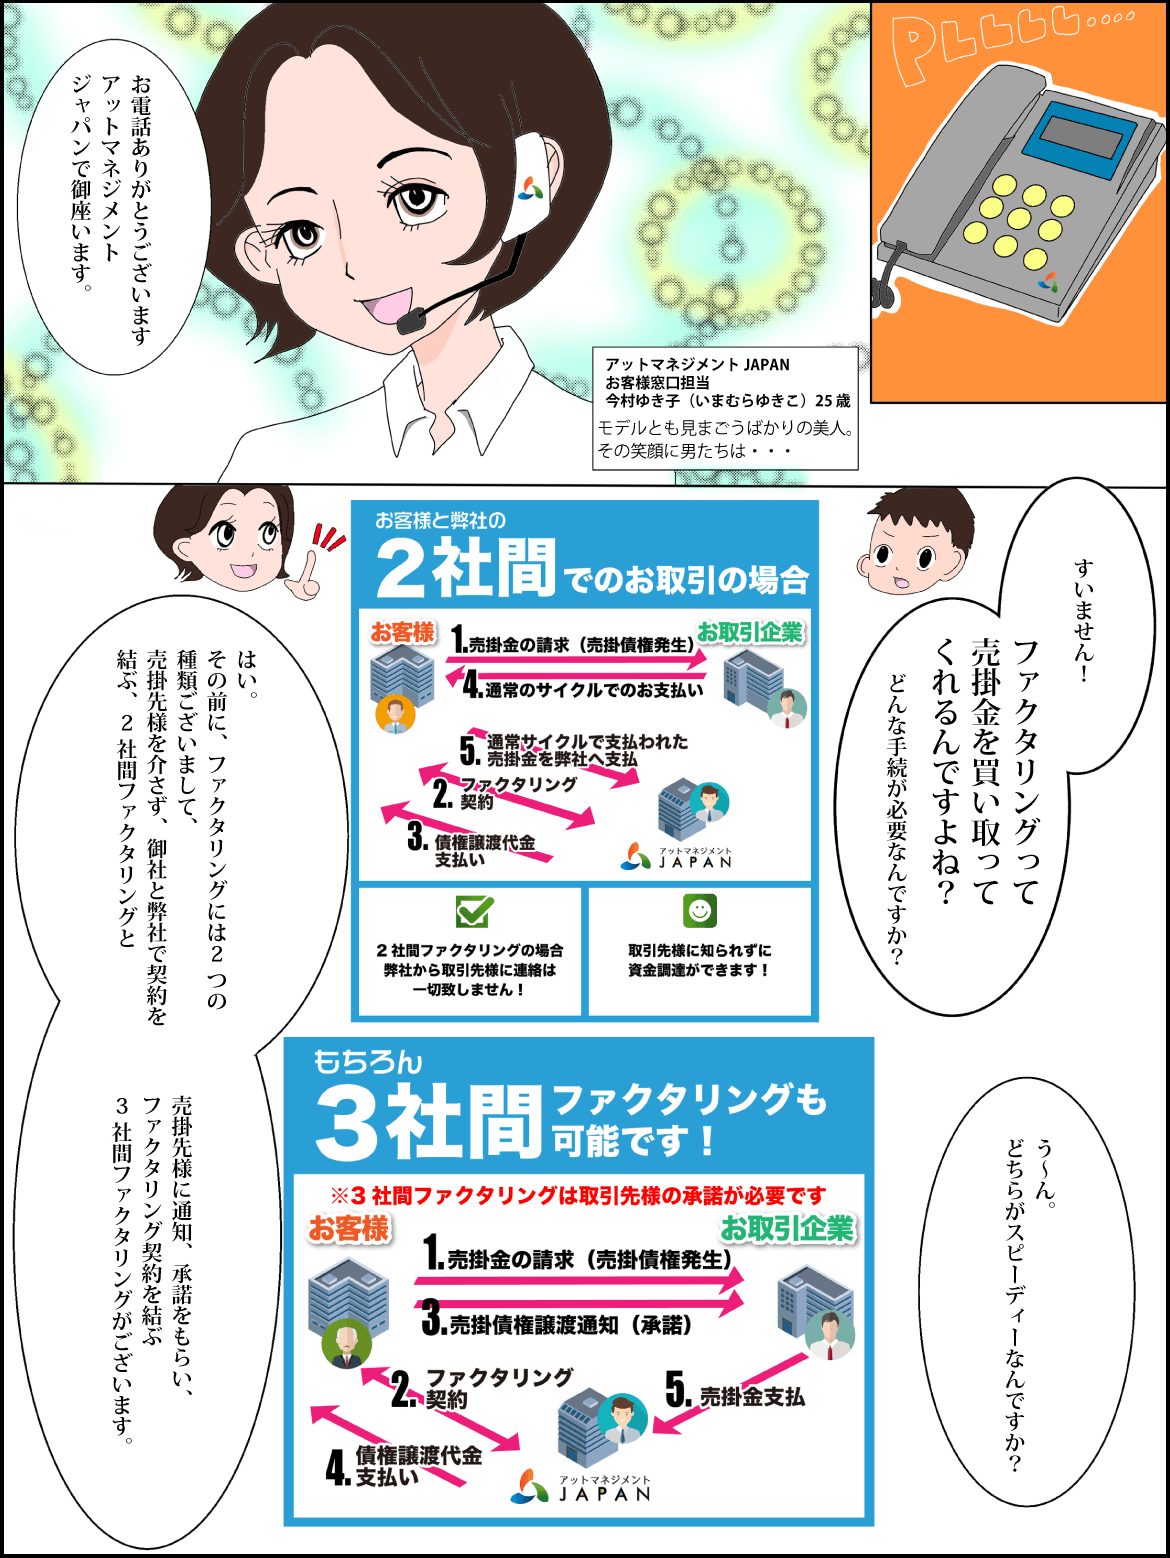 PLLLLL‥‥
お電話ありがとうございます
アットマネジメント
ジャパンで御座います。
アットマネジメント JAPAN
お客様窓口担当
今村ゆき子（いまむらゆきこ）25 歳
モデルとも見まごうばかりの美人。
その笑顔に男たちは・・・
すいません！
ファクタリングって
売掛金を買い取って
くれるんですよね？
どんな手続が必要なんですか？
お客様と弊社の
2社間でのお取引の場合
お客様
お取引企業
1.売掛金の請求（売掛債権発生）
4.通常のサイクルでのお支払い
5.通常サイクルで支払われた
売掛金を弊社へ支払
2.ファクタリング
契約
3.債権譲渡代金
支払い
アットマネジメント
JAPAN
2 社間ファクタリングの場合
弊社から取引先様に連絡は
一切致しません！
取引先様に知られずに
資金調達ができます！
はい。
その前に、ファクタリングには2 つの
種類ございまして、
売掛先様を介さず、御社と弊社で契約を
結ぶ、2 社間ファクタリングと
売掛先様に通知、承諾をもらい、
ファクタリング契約を結ぶ
3 社間ファクタリングがございます。
もちろん
3社間ファクタリングも
可能です！
※3 社間ファクタリングは取引先様の承諾が必要です
お客様
お取引企業
1.売掛金の請求（売掛債権発生）
3.売掛債権譲渡通知（承諾）
2.ファクタリング
契約
5.売掛金支払
4.債権譲渡代金
支払い
アットマネジメント
JAPAN
う～ん。
どちらがスピーディーなんですか？